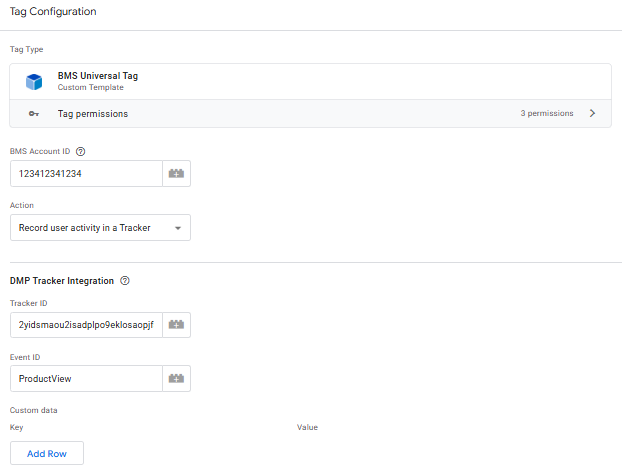 Tag Configuration
Tag Type
BMS Universal Tag
Custom Template
Tag permissions 3 permissions
BMS Account ID
123412341234
Action
Record user activity in a Tracker
DMP Tracker Integration
Tracker ID
2yidsmaou2isadplpo9eklosaopjf
Event ID
ProductView
Custom data
Key Value
Add Row